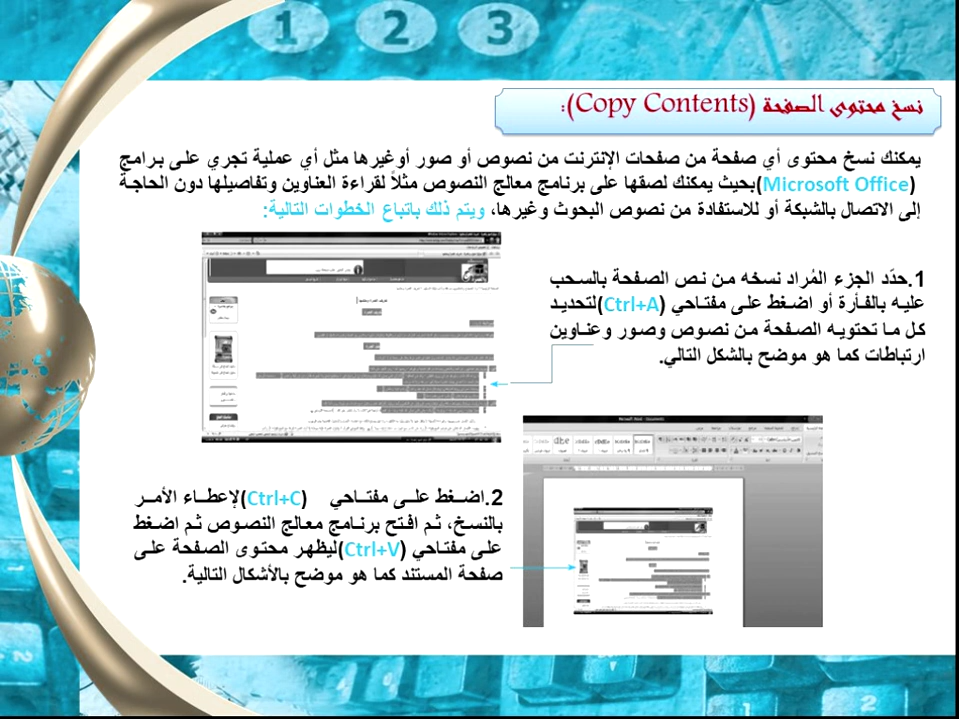 1 2 3
نسخ محتوى الصفحة (Copy Contents):
يمكنك نسخ محتوى أي صفحة من صفحات الإنترنت من نصوص أو صور أوغيرها مثل أي عملية تجري على برامج
(Microsoft Office)بحيث يمكنك لصقها على برنامج معالج النصوص مثلاً لقراءة العناوين وتفاصيلها دون الحاجة
إلى الاتصال بالشبكة أو للاستفادة من نصوص البحوث وغيرها، ويتم ذلك باتباع الخطوات التالية:
1.حدّد الجزء المُراد نسخه من نص الصفحة بالسحب
عليه بالفأرة أو اضغط على مفتاحي (Ctrl+A)لتحديد
كل ما تحتويه الصفحة من نصوص وصور وعناوين
ارتباطات كما هو موضح بالشكل التالي.
2.اضغط على مفتاحي (Ctrl+C)لإعطاء الأمر
بالنسخ، ثم افتح برنامج معالج النصوص ثم اضغط
على مفتاحي (Ctrl+V)ليظهر محتوى الصفحة على
صفحة المستند كما هو موضح بالأشكال التالية.